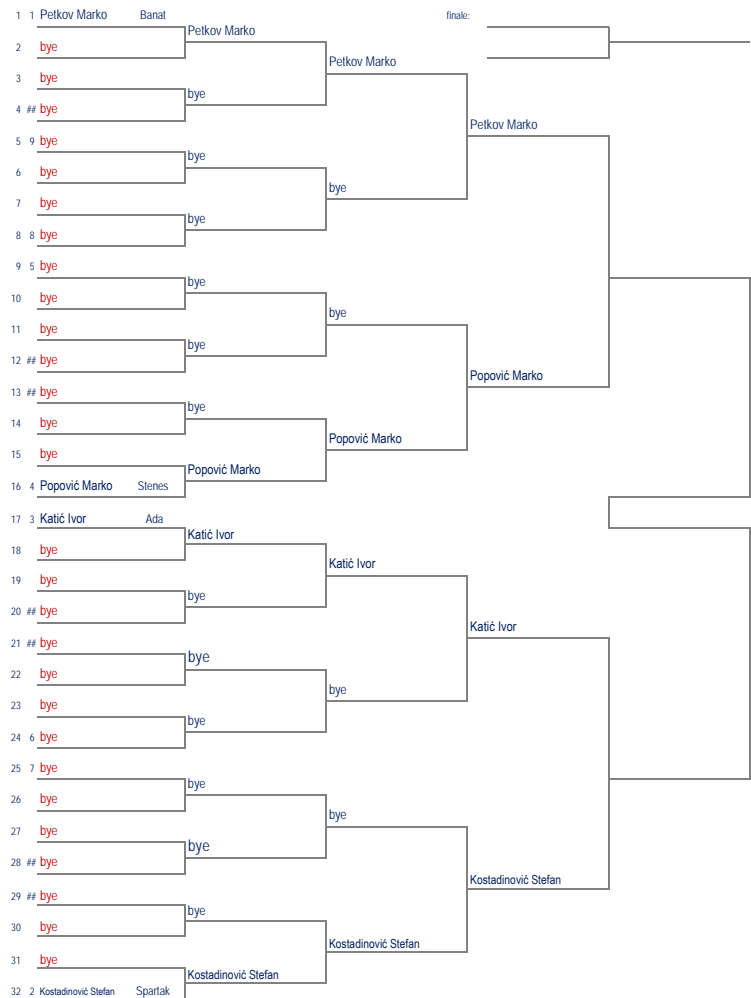 1 1 Petkov Marko Banat finale:
Petkov Marko
2 bye
Petkov Marko
3 bye
bye
4 ## bye
Petkov Marko
5 9 bye
bye
6 bye
bye
7 bye
bye
8 8 bye
9 5 bye
bye
10 bye
bye
11 bye
bye
12 ## bye
Popović Marko
13 ## bye
bye
14 bye
Popović Marko
15 bye
Popović Marko
16 4 Popović Marko Stenes
17 3 Katić Ivor Ada
Katić Ivor
18 bye
Katić Ivor
19 bye
bye
20 ## bye
Katić Ivor
21 ## bye
bye
22 bye
bye
23 bye
bye
24 6 bye
25 7 bye
bye
26 bye
bye
27 bye
bye
28 ## bye
Kostadinović Stefan
29 ## bye
bye
30 bye
Kostadinović Stefan
31 bye
Kostadinović Stefan
32 2 Kostadinović Stefan Spartak